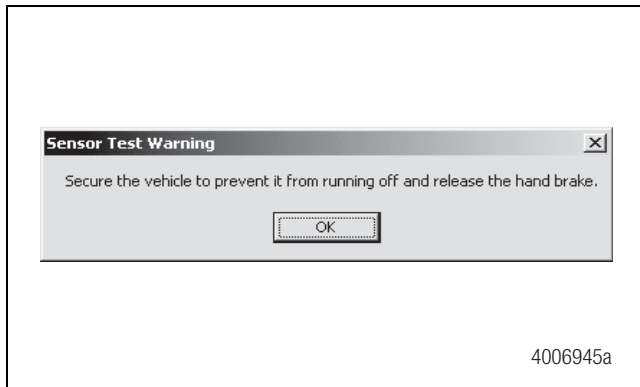 Sensor Test Warning
Secure the vehicle to prevent it from running off and release the hand brake.
OK
4006945a